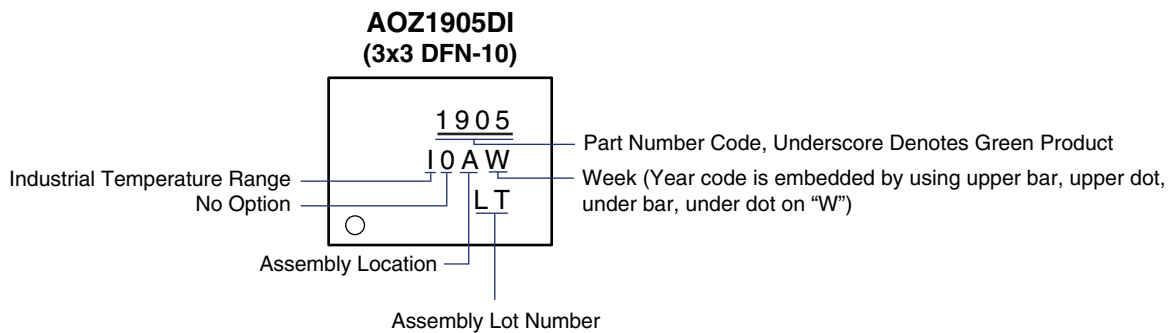 AOZ1905DI
(3x3 DFN-10)
1905
Part Number Code, Underscore Denotes Green Product
I0AW
Industrial Temperature Range
Week (Year code is embedded by using upper bar, upper dot,
under bar, under dot on “W”)
No Option
LT
Assembly Location
Assembly Lot Number